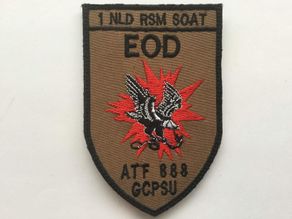 1 NLD RSM SOAT
EOD
ATF 888
GCPSU